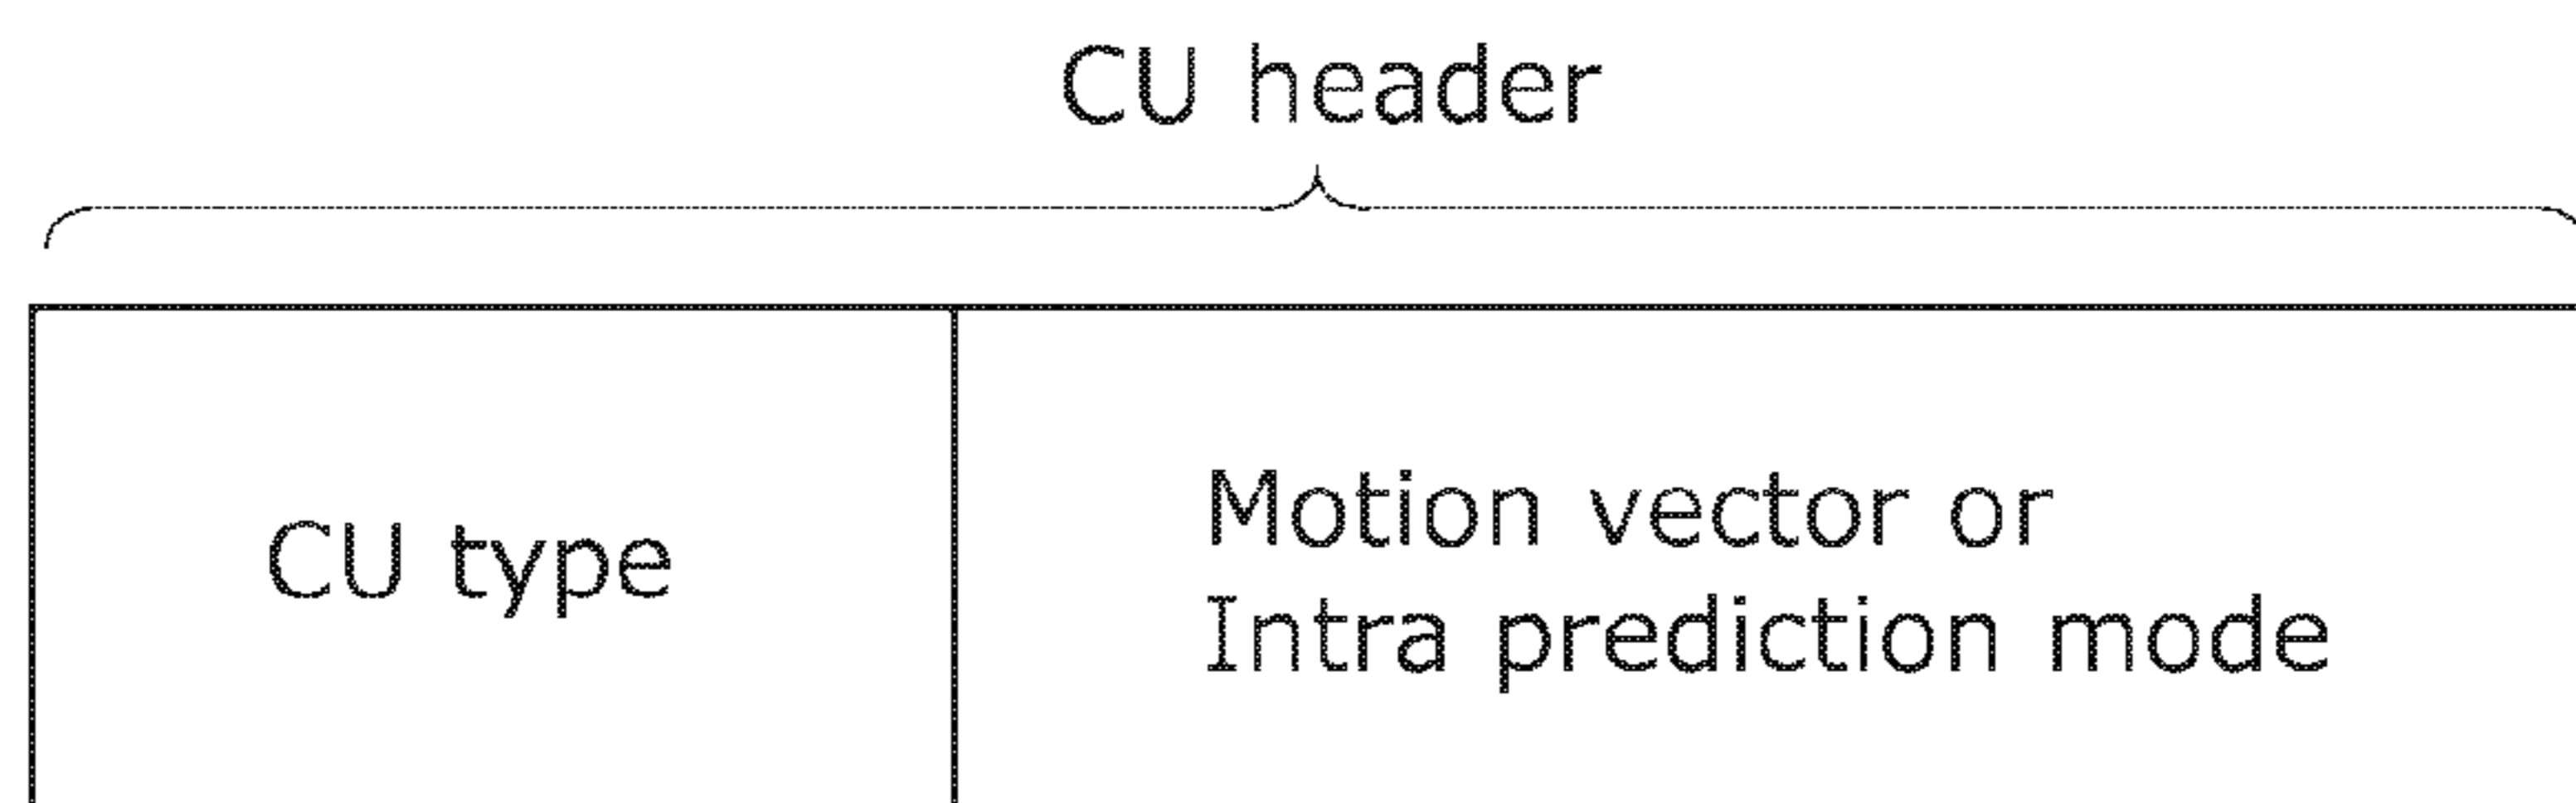 CU header
CU type
Motion vector or
Intra prediction mode